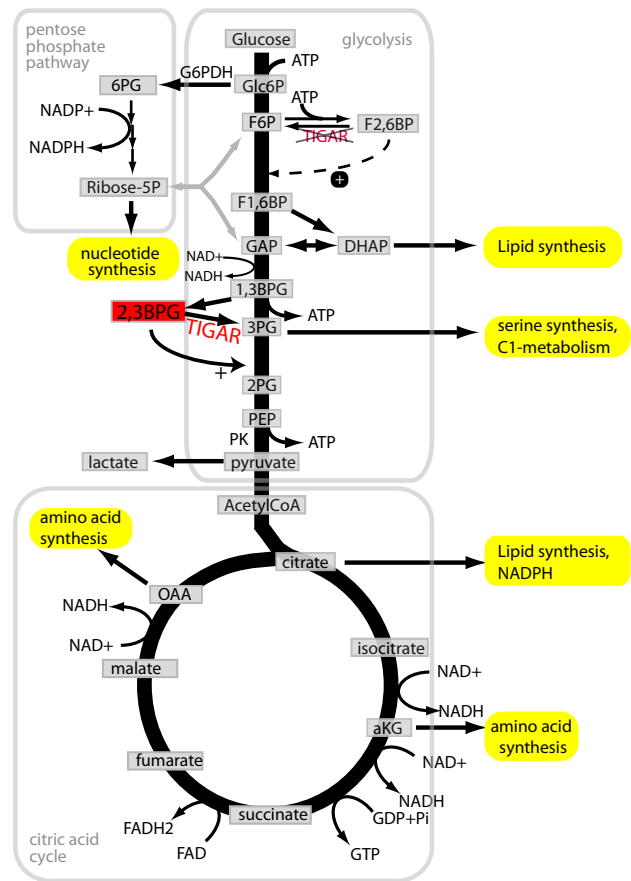 pentose
phosphate
pathway
glycolysis
Glucose
ATP
G6PDH
6PG
Glc6P
NADP+
NADPH
ATP
F6P
TIGAR
F2,6BP
+
Ribose-5P
F1,6BP
nucleotide
synthesis
GAP
DHAP
Lipid synthesis
NAD+
NADH
1,3BPG
2,3BPG
TIGAR
ATP
3PG
serine synthesis,
C1-metabolism
+
2PG
PEP
PK
ATP
lactate
pyruvate
AcetylCoA
amino acid
synthesis
citrate
Lipid synthesis,
NADPH
OAA
NADH
NAD+
malate
isocitrate
NAD+
NADH
aKG
amino acid
synthesis
NAD+
NADH
fumarate
succinate
GDP+Pi
GTP
FADH2
FAD
citric acid
cycle